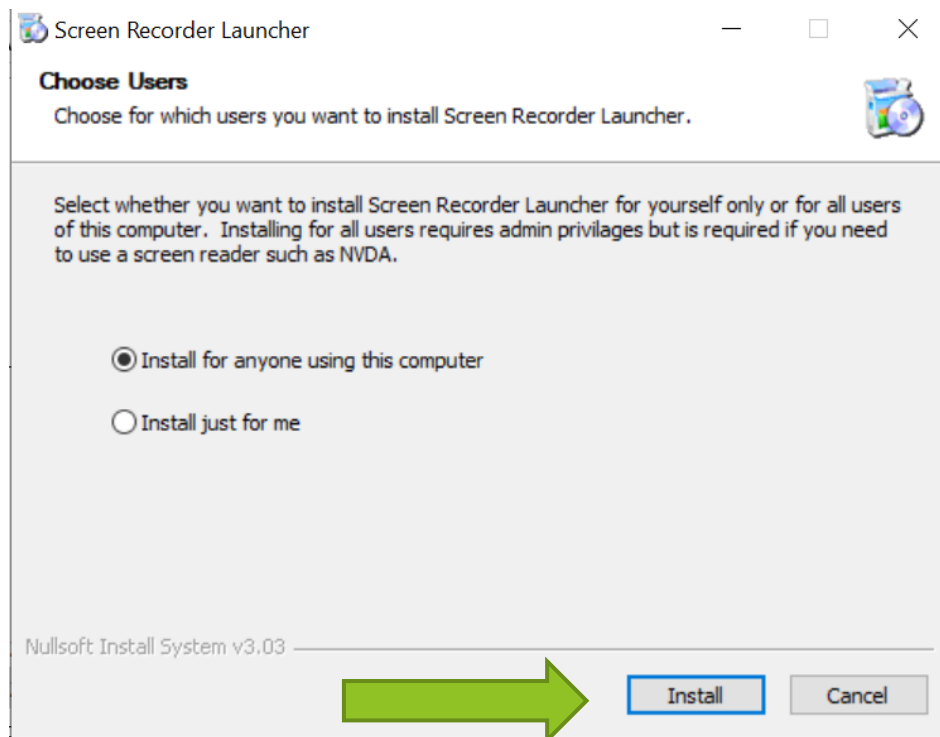 Screen Recorder Launcher
Choose Users
Choose for which users you want to install Screen Recorder Launcher.
Select whether you want to install Screen Recorder Launcher for yourself only or for all users
of this computer.  Installing for all users requires admin privilages but is required if you need
to use a screen reader such as NVDA.
Install for anyone using this computer
Install just for me
Nullsoft Install System v3.03
Install
Cancel